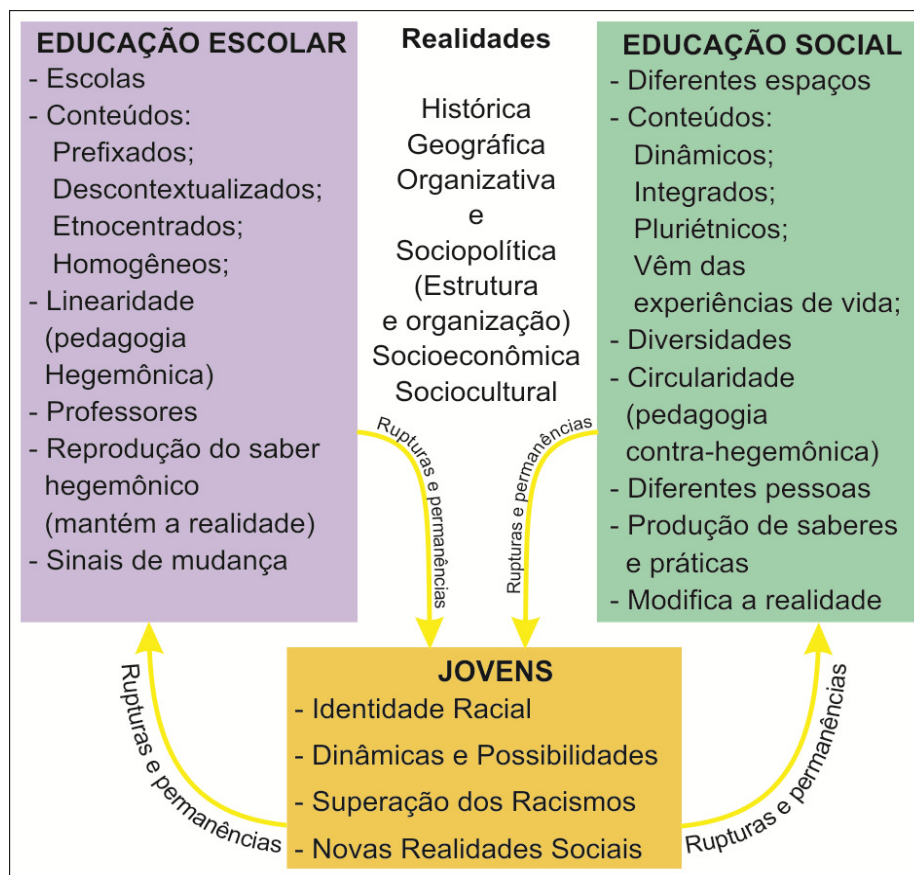 EDUCAÇÃO ESCOLAR
- Escolas
- Conteúdos:
Prefixados;
Descontextualizados;
Etnocentrados;
Homogêneos;
- Linearidade
(pedagogia
Hegemônica)
- Professores
- Reprodução do saber
hegemônico
(mantém a realidade)
- Sinais de mudança
Realidades
Histórica
Geográfica
Organizativa
e
Sociopolítica
(Estrutura
e organização)
Socioeconômica
Sociocultural
EDUCAÇÃO SOCIAL
- Diferentes espaços
- Conteúdos:
Dinâmicos;
Integrados;
Pluriétnicos;
Vêm das
experiências de vida;
- Diversidades
- Circularidade
(pedagogia
contra-hegemônica)
- Diferentes pessoas
- Produção de saberes
e práticas
- Modifica a realidade
Rupturas e permanências
Rupturas e permanências
JOVENS
- Identidade Racial
- Dinâmicas e Possibilidades
- Superação dos Racismos
- Novas Realidades Sociais
Rupturas e permanências
Rupturas e permanências